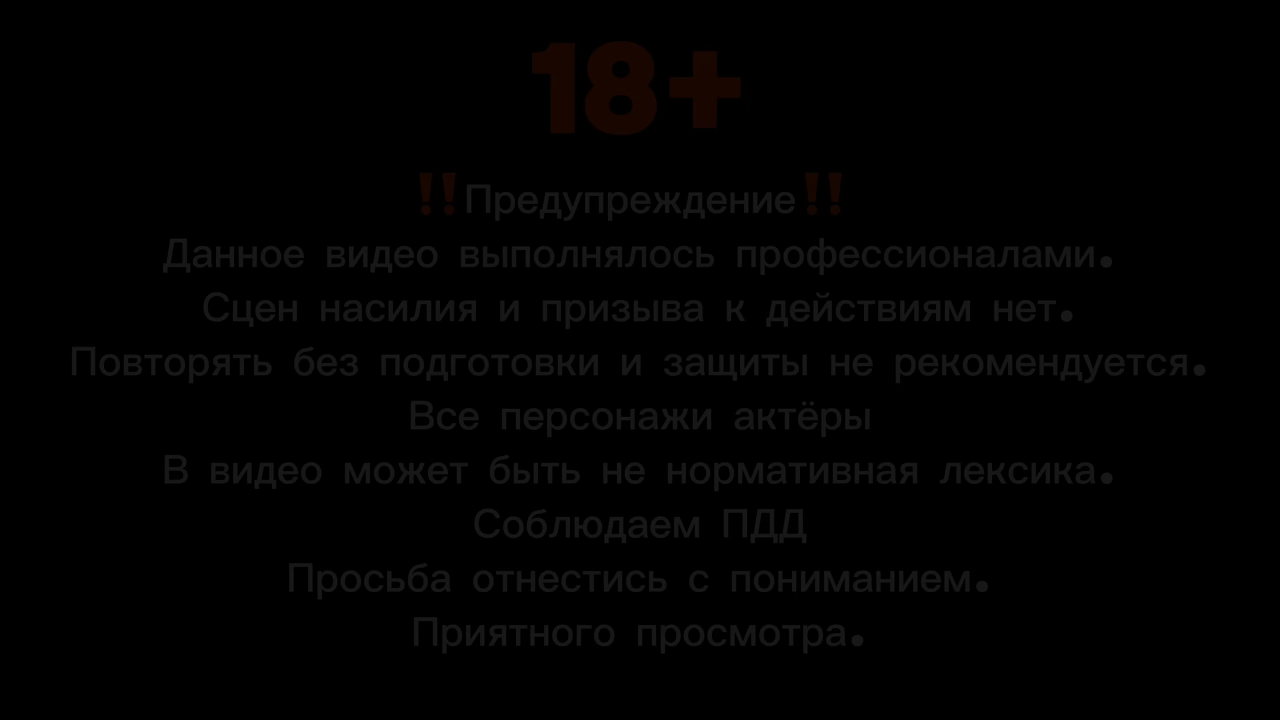 18+
‼Предупреждение‼
Данное видео выполнялось профессионалами.
Сцен насилия и призыва к действиям нет.
Повторять без подготовки и защиты не рекомендуется.
Все персонажи актёры
В видео может быть не нормативная лексика.
Соблюдаем ПДД
Просьба отнестись с пониманием.
Приятного просмотра.